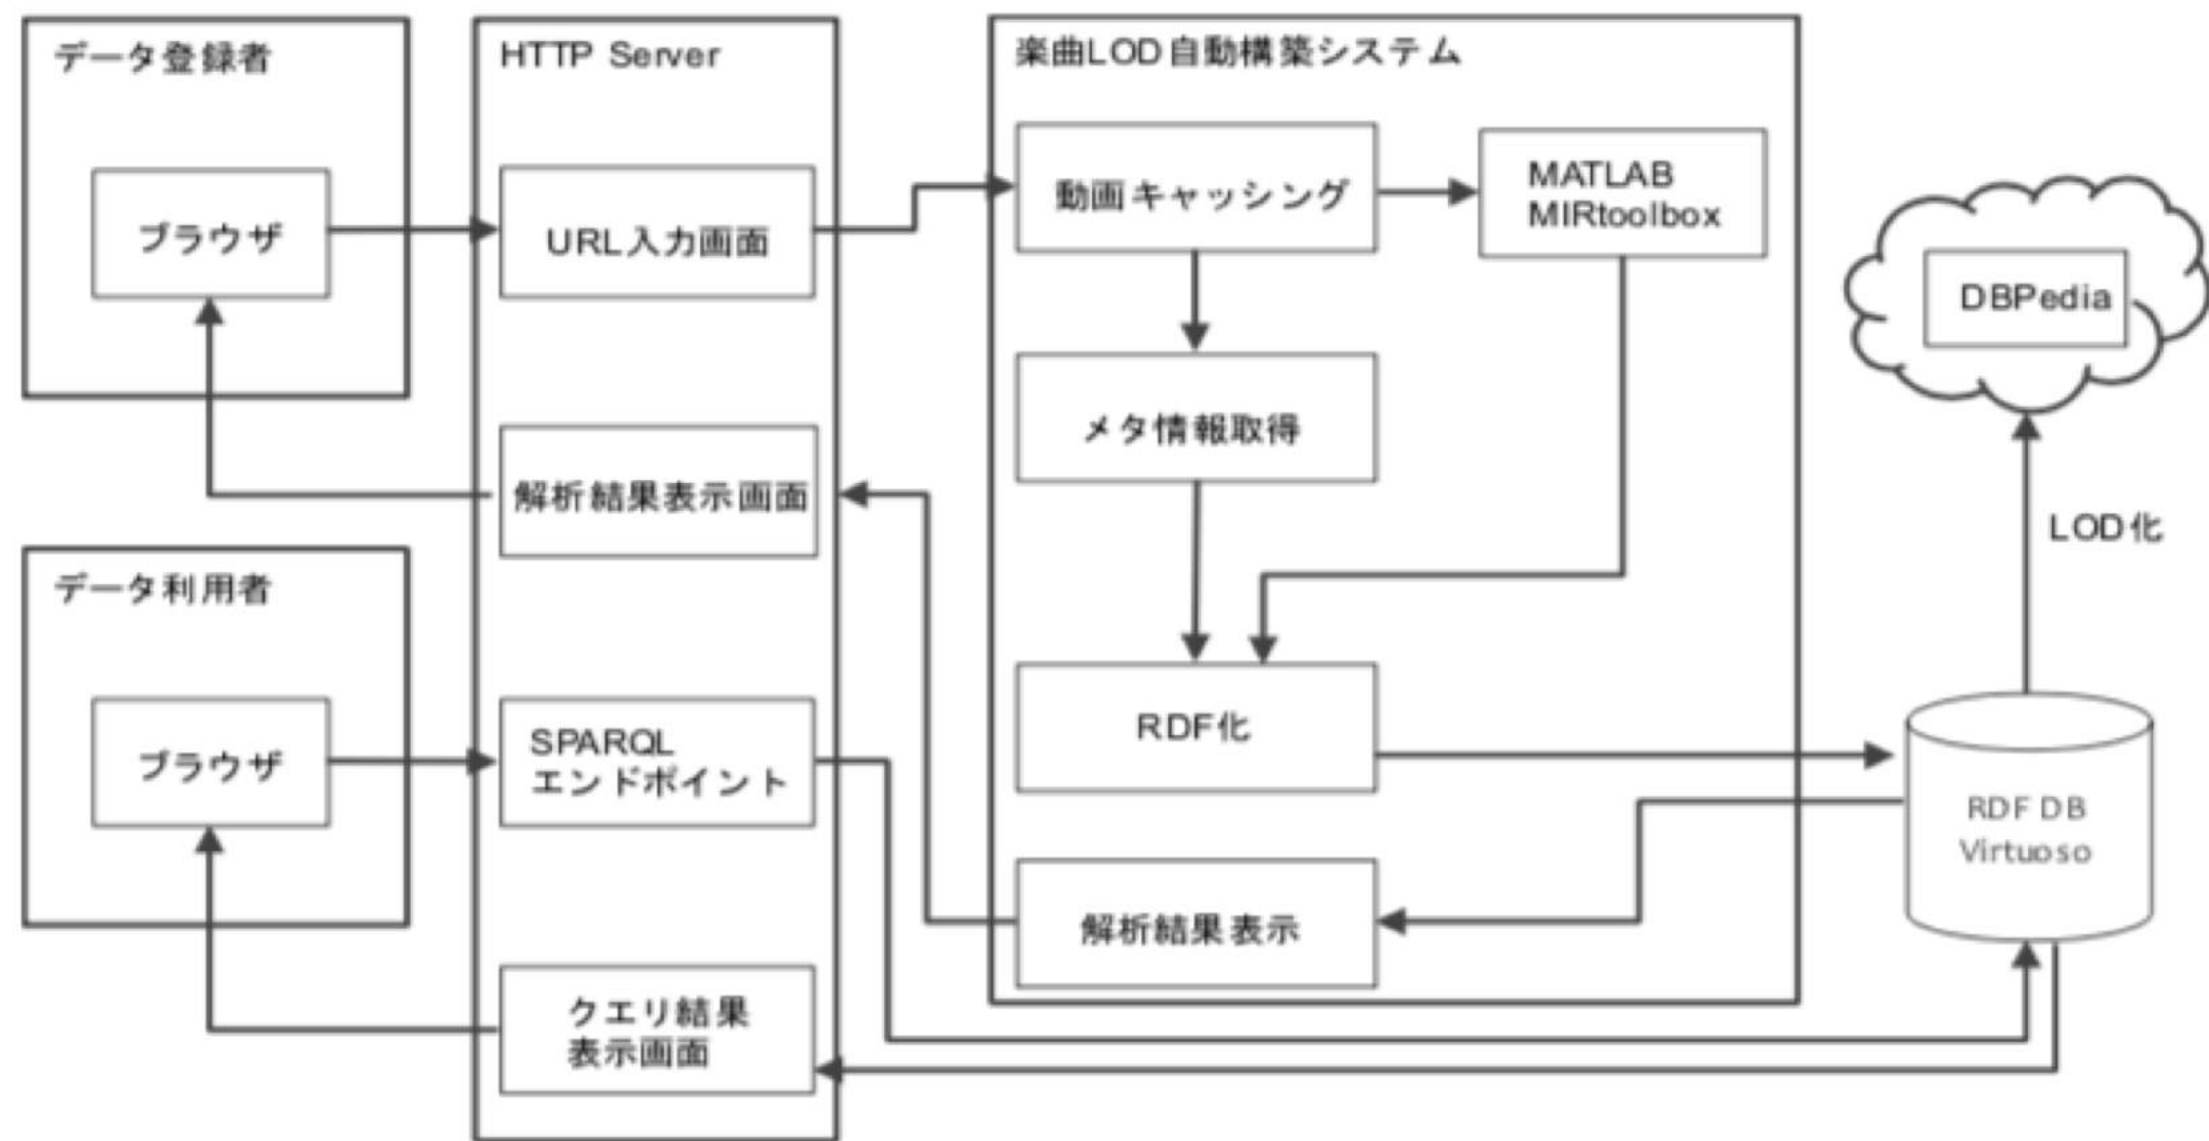 データ登録者
ブラウザ
HTTP Server
URL入力画面
解析結果表示画面
データ利用者
ブラウザ
SPARQL
エンドポイント
クエリ結果
表示画面
楽曲LOD自動構築システム
動画キャッシング
MATLAB
MIRtoolbox
メタ情報取得
RDF化
解析結果表示
DBPedia
LOD化
RDF DB
Virtuoso